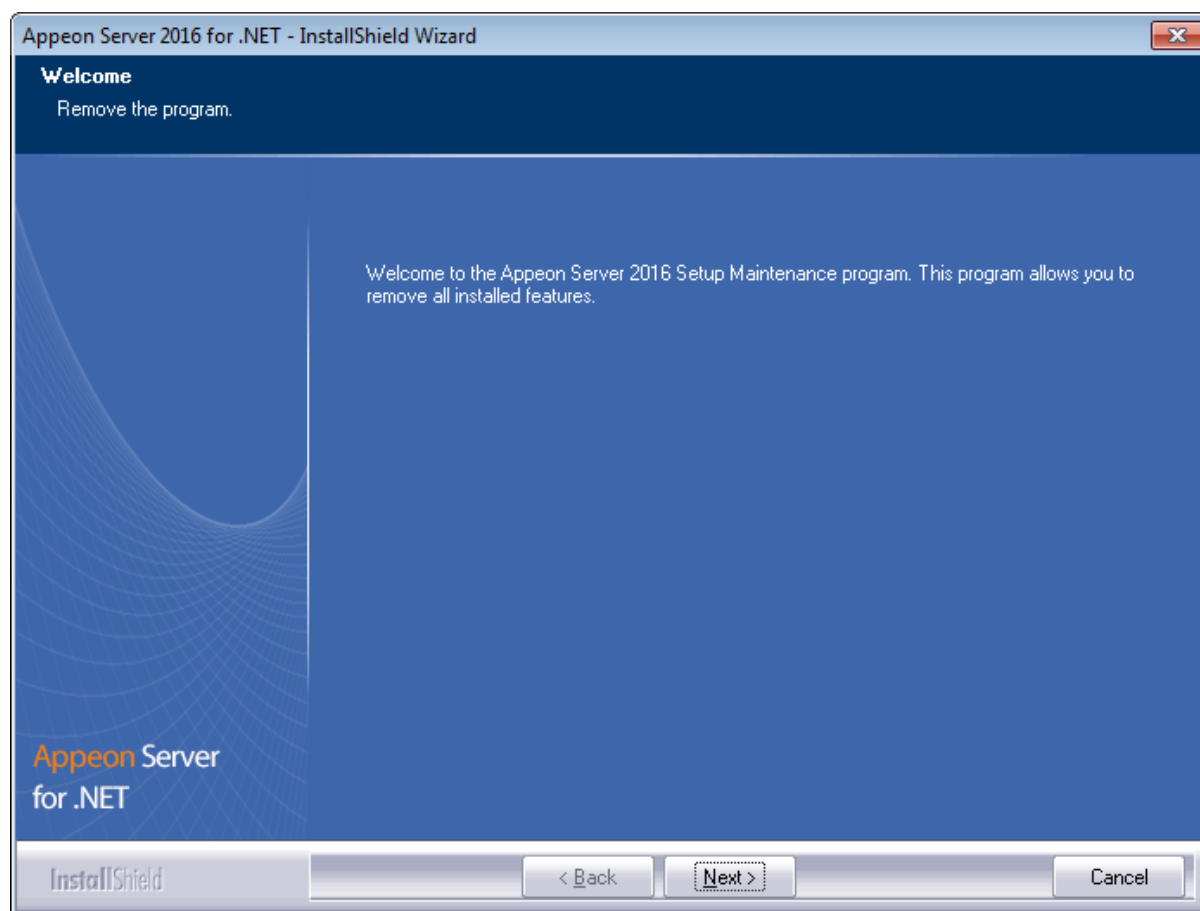 Appeon Server 2016 for .NET - InstallShield Wizard
Welcome
Remove the program.
Welcome to the Appeon Server 2016 Setup Maintenance program. This program allows you to
remove all installed features.
Appeon Server
for .NET
InstallShield
< Back
Next >
Cancel